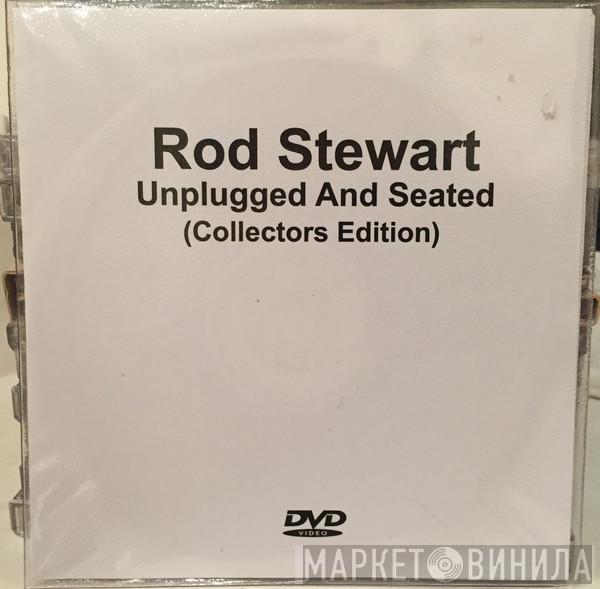 Rod Stewart
Unplugged And Seated
(Collectors Edition)
DVD
VIDEO
МАРКЕТ ВИНИЛА